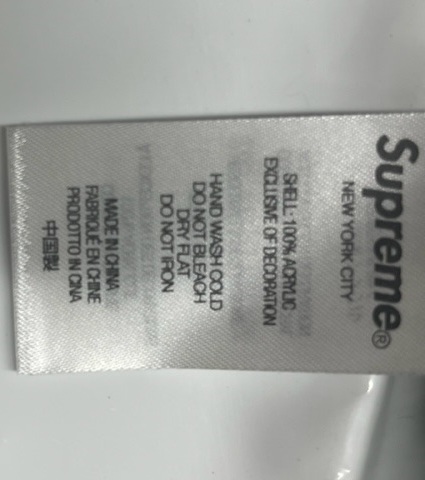 Supreme®
NEW YORK CITY
SHELL: 100% ACRYLIC
EXCLUSIVE OF DECORATION
HAND WASH COLD
DO NOT BLEACH
DRY FLAT
DO NOT IRON
MADE IN CHINA
FABRIQUÉ EN CHINE
PRODOTTO IN CINA
中国製